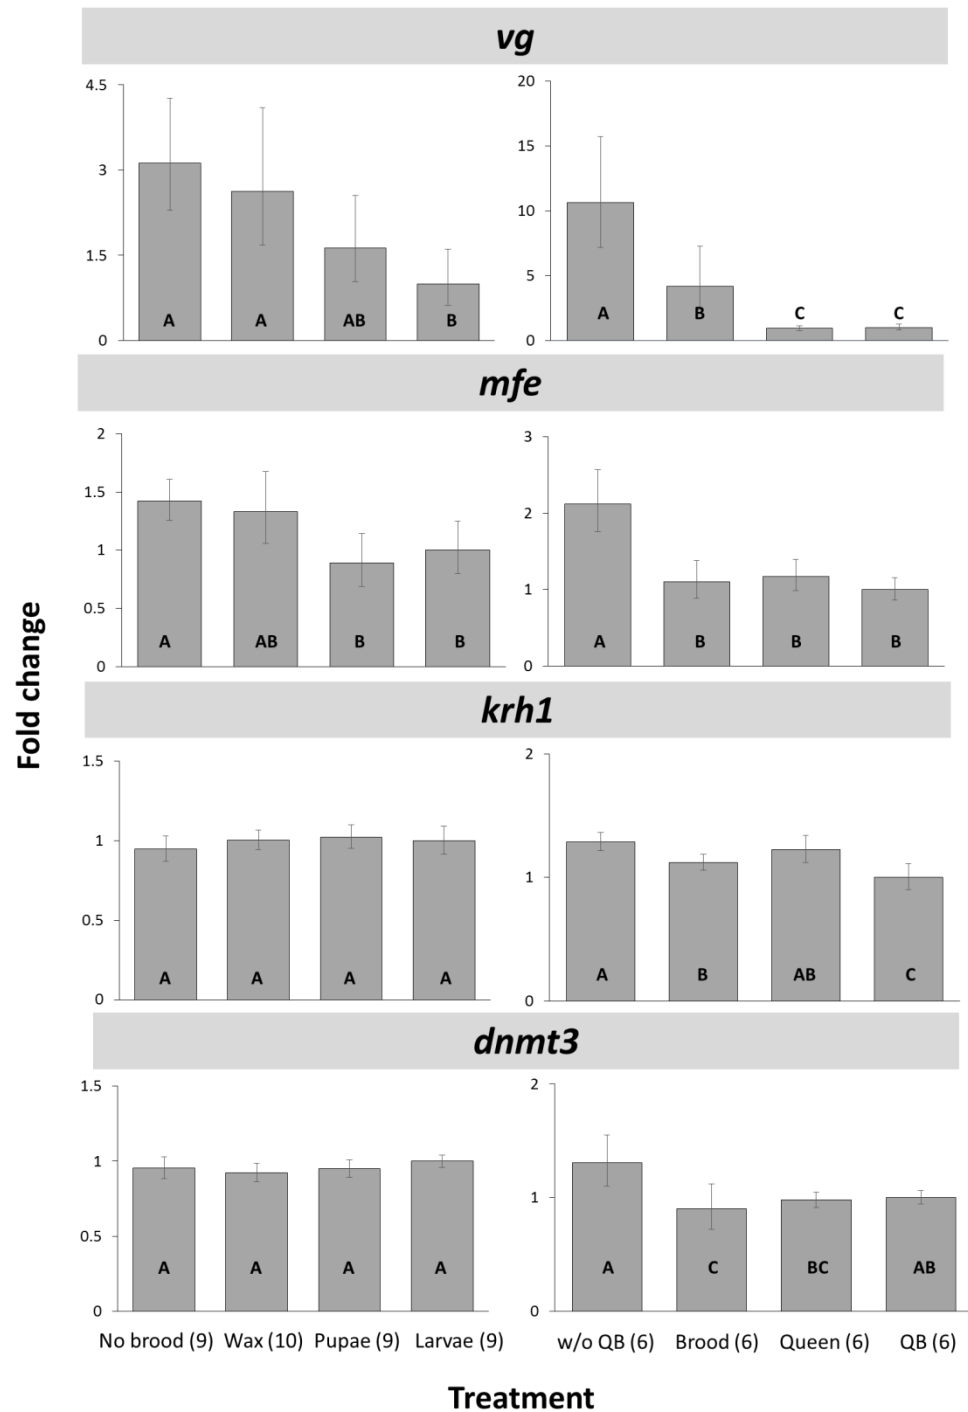 vg
4.5
3
1.5
0
A A AB B
20
15
10
5
0
A B C C
mfe
2
1.5
1
0.5
0
A AB B B
3
2
1
0
A B B B
krh1
1.5
1
0.5
0
A A A A
2
1
0
A B AB C
dnmt3
1.5
1
0.5
0
A A A A
2
1
0
A C BC AB
No brood (9) Wax (10) Pupae (9) Larvae (9)
w/o QB (6) Brood (6) Queen (6) QB (6)
Fold change
Treatment